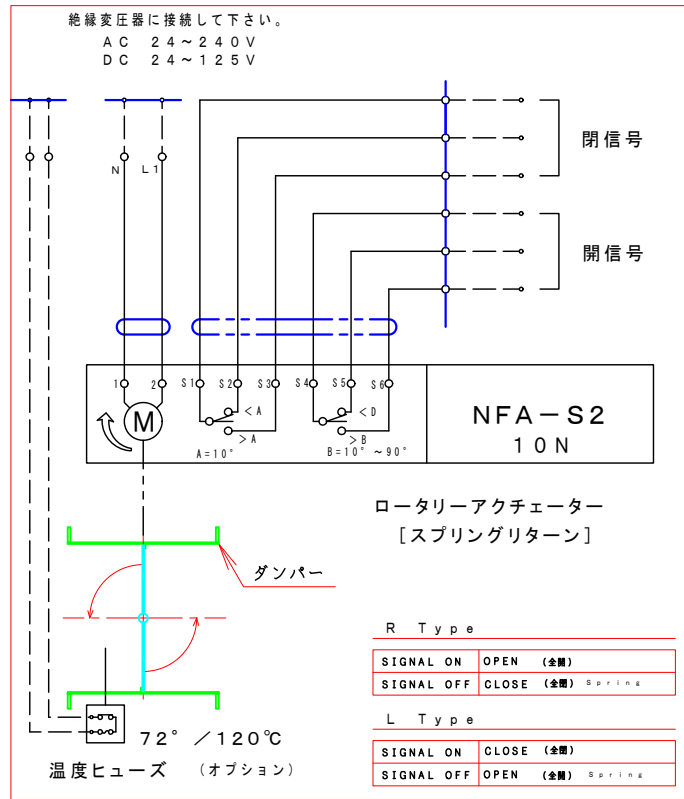 絶縁変圧器に接続して下さい。
AC 24~240V
DC 24~125V
閉信号
N L1
開信号
1 2 S1 S2 S3 S4 S5 S6
M
<A
>A
A=10°
<D
>B
B=10° ~90°
NFA-S2
10N
ロータリーアクチェーター
[スプリングリターン]
ダンパー
R Type
SIGNAL ON OPEN (全開)
SIGNAL OFF CLOSE (全閉) Spring
L Type
SIGNAL ON CLOSE (全閉)
SIGNAL OFF OPEN (全開) Spring
72° /120℃
温度ヒューズ (オプション)